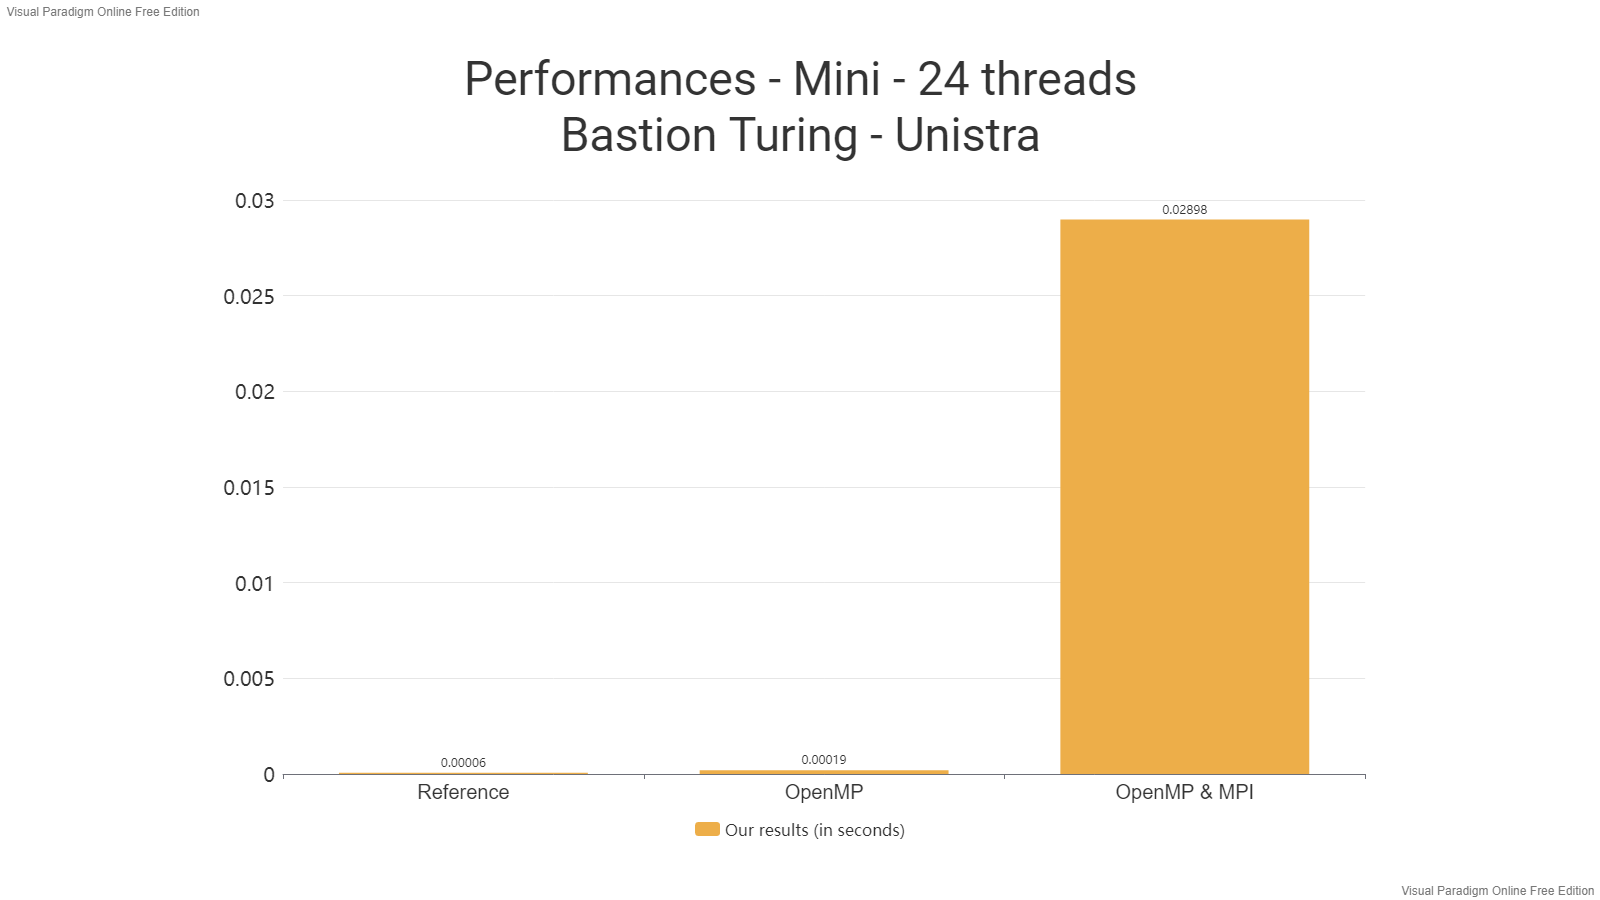 Visual Paradigm Online Free Edition
Performances - Mini - 24 threads
Bastion Turing - Unistra
0.03
0.02898
0.025
0.02
0.015
0.01
0.005
0.00006
0.00019
0
Reference
OpenMP
OpenMP & MPI
Our results (in seconds)
Visual Paradigm Online Free Edition